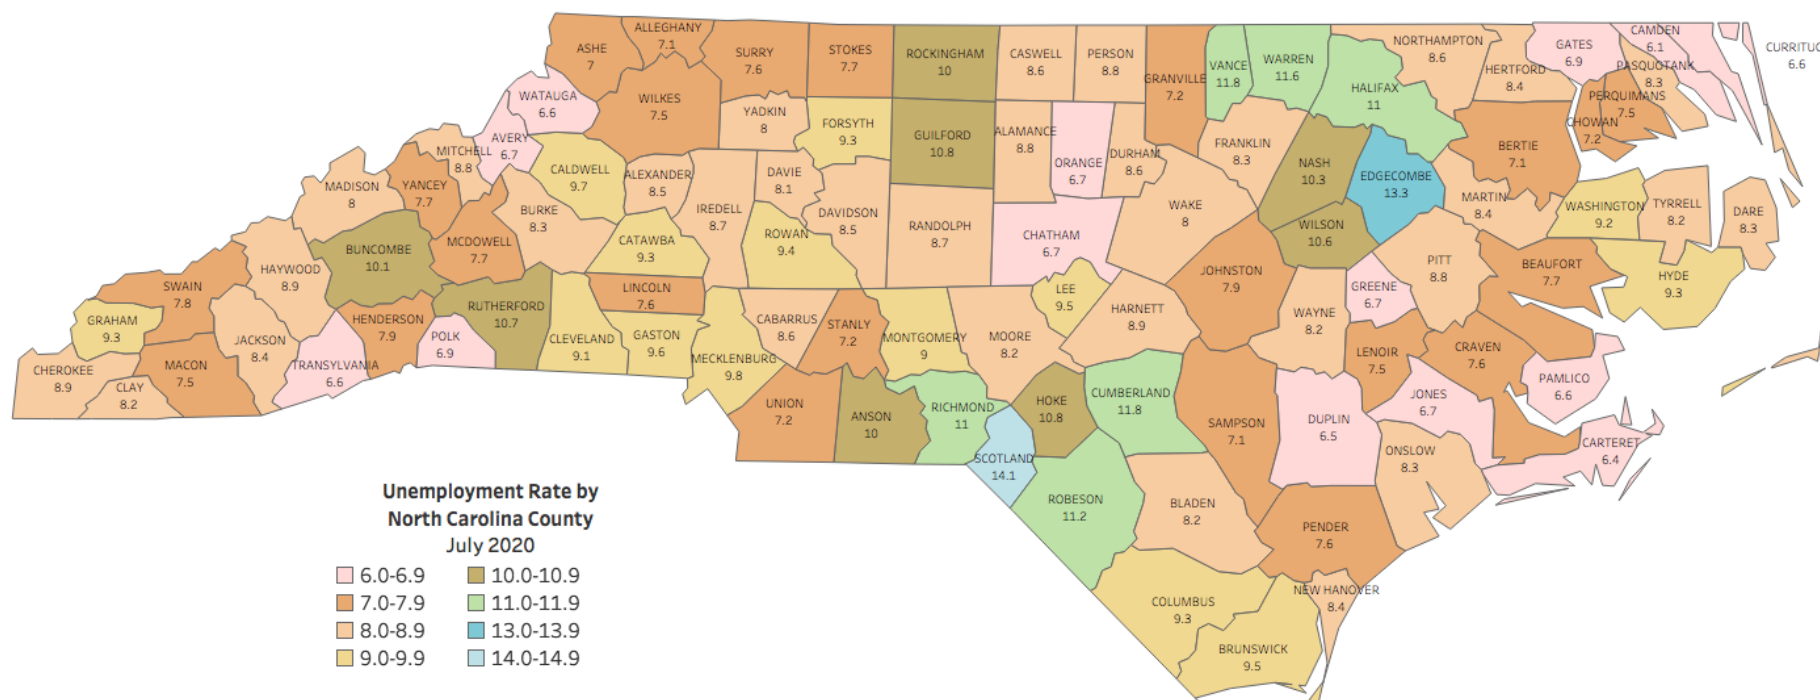 ALLEGHANY
7.1
ASHE
7
SURRY
7.6
STOKES
7.7
ROCKINGHAM
10
CASWELL
8.6
PERSON
8.8
GRANVILLE
7.2
VANCE
11.8
WARREN
11.6
HALIFAX
11
NORTHAMPTON
8.6
HERTFORD
8.4
GATES
6.9
CAMDEN
6.1
PASQUOTANK
8.3
CURRITUC
6.6
PERQUIMANS
7.5
CHOWAN
7.2
WATAUGA
6.6
WILKES
7.5
YADKIN
8
FORSYTH
9.3
GUILFORD
10.8
ALAMANCE
8.8
ORANGE
6.7
DURHAM
8.6
FRANKLIN
8.3
NASH
10.3
EDGECOMBE
13.3
BERTIE
7.1
AVERY
6.7
MITCHELL
8.8
CALDWELL
9.7
ALEXANDER
8.5
DAVIE
8.1
MADISON
8
YANCEY
7.7
BURKE
8.3
IREDELL
8.7
DAVIDSON
8.5
RANDOLPH
8.7
CHATHAM
6.7
WAKE
8
WILSON
10.6
MARTIN
8.4
WASHINGTON
9.2
TYRRELL
8.2
DARE
8.3
BUNCOMBE
10.1
MCDOWELL
7.7
CATAWBA
9.3
ROWAN
9.4
HAYWOOD
8.9
SWAIN
7.8
JOHNSTON
7.9
PITT
8.8
BEAUFORT
7.7
HYDE
9.3
GRAHAM
9.3
HENDERSON
7.9
RUTHERFORD
10.7
LINCOLN
7.6
LEE
9.5
HARNETT
8.9
GREENE
6.7
WAYNE
8.2
JACKSON
8.4
POLK
6.9
CLEVELAND
9.1
GASTON
9.6
CABARRUS
8.6
STANLY
7.2
MONTGOMERY
9
MOORE
8.2
LENOIR
7.5
CRAVEN
7.6
CHEROKEE
8.9
CLAY
8.2
MACON
7.5
TRANSYLVANIA
6.6
MECKLENBURG
9.8
PAMLICO
6.6
UNION
7.2
ANSON
10
RICHMOND
11
HOKE
10.8
CUMBERLAND
11.8
SAMPSON
7.1
DUPLIN
6.5
JONES
6.7
ONSLOW
8.3
CARTERET
6.4
SCOTLAND
14.1
ROBESON
11.2
BLADEN
8.2
PENDER
7.6
COLUMBUS
9.3
NEW HANOVER
8.4
BRUNSWICK
9.5
Unemployment Rate by
North Carolina County
July 2020
6.0-6.9
7.0-7.9
8.0-8.9
9.0-9.9
10.0-10.9
11.0-11.9
13.0-13.9
14.0-14.9